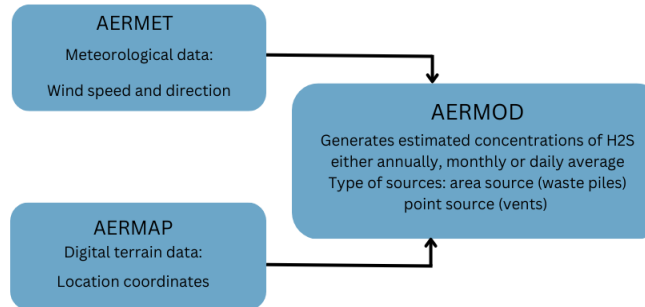 AERMET
Meteorological data:
Wind speed and direction
AERMOD
Generates estimated concentrations of H2S
either annually, monthly or daily average
Type of sources: area source (waste piles)
point source (vents)
AERMAP
Digital terrain data:
Location coordinates